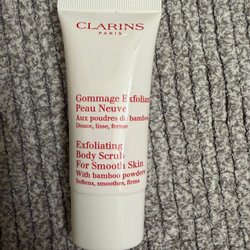 CLARINS
PARIS
Gommage Exfoliant
Peau Neuve
Aux poudres de bambou
Douce, lisse, ferme
Exfoliating
Body Scrub
For Smooth Skin
With bamboo powders
Softens, smoothes, firms